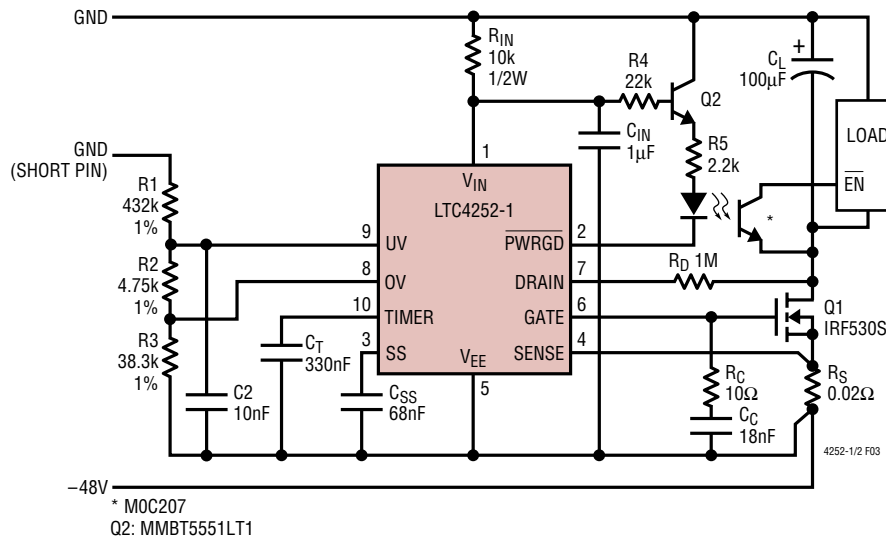 GND
R_IN
10k
1/2W
R4
22k
Q2
C_L
100µF
+
LOAD
EN
GND
(SHORT PIN)
R1
432k
1%
C_IN
1µF
R5
2.2k
1
V_IN
LTC4252-1
9
UV
PWRGD
2
*
R2
4.75k
1%
8
OV
DRAIN
7
R_D 1M
10
TIMER
GATE
6
Q1
IRF530S
R3
38.3k
1%
C_T
330nF
3
SS
V_EE
SENSE
4
5
C2
10nF
C_SS
68nF
R_C
10Ω
C_C
18nF
R_S
0.02Ω
4252-1/2 F03
–48V
* M0C207
Q2: MMBT5551LT1